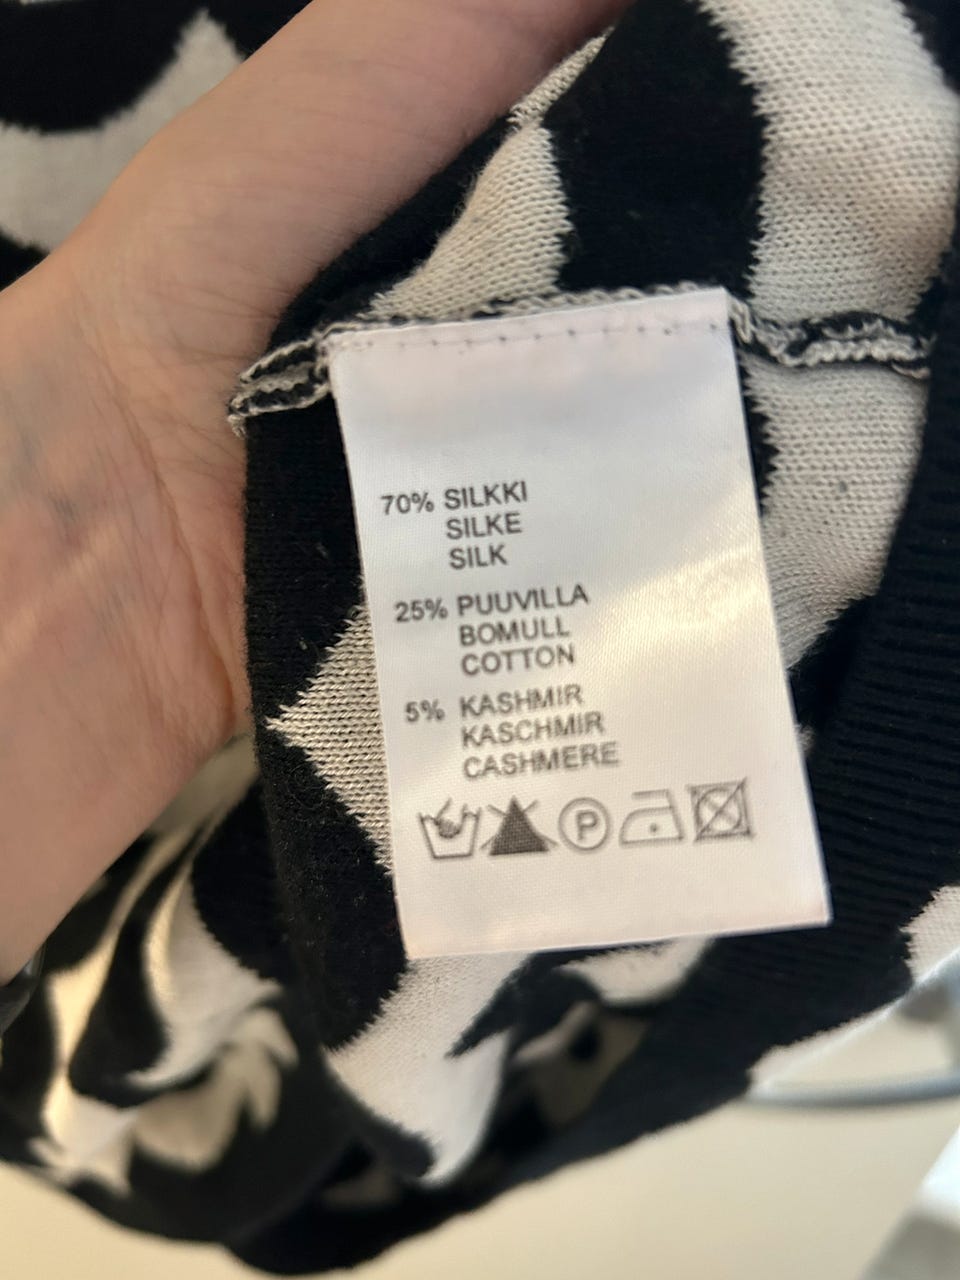 70% SILKKI
SILKE
SILK
25% PUUVILLA
BOMULL
COTTON
5% KASHMIR
KASCHMIR
CASHMERE
P